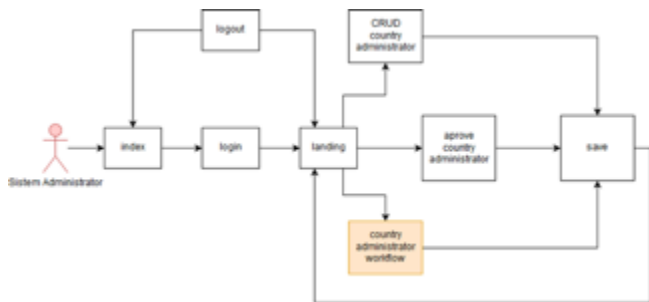 logout
CRUD
country
administrator
index
login
landing
aprove
country
administrator
save
Sistem Administrator
country
administrator
workflow